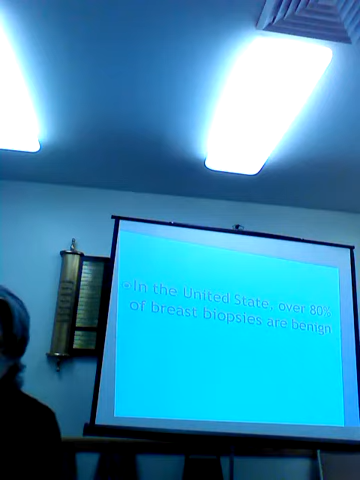 In the United State, over 80%
of breast biopsies are benign